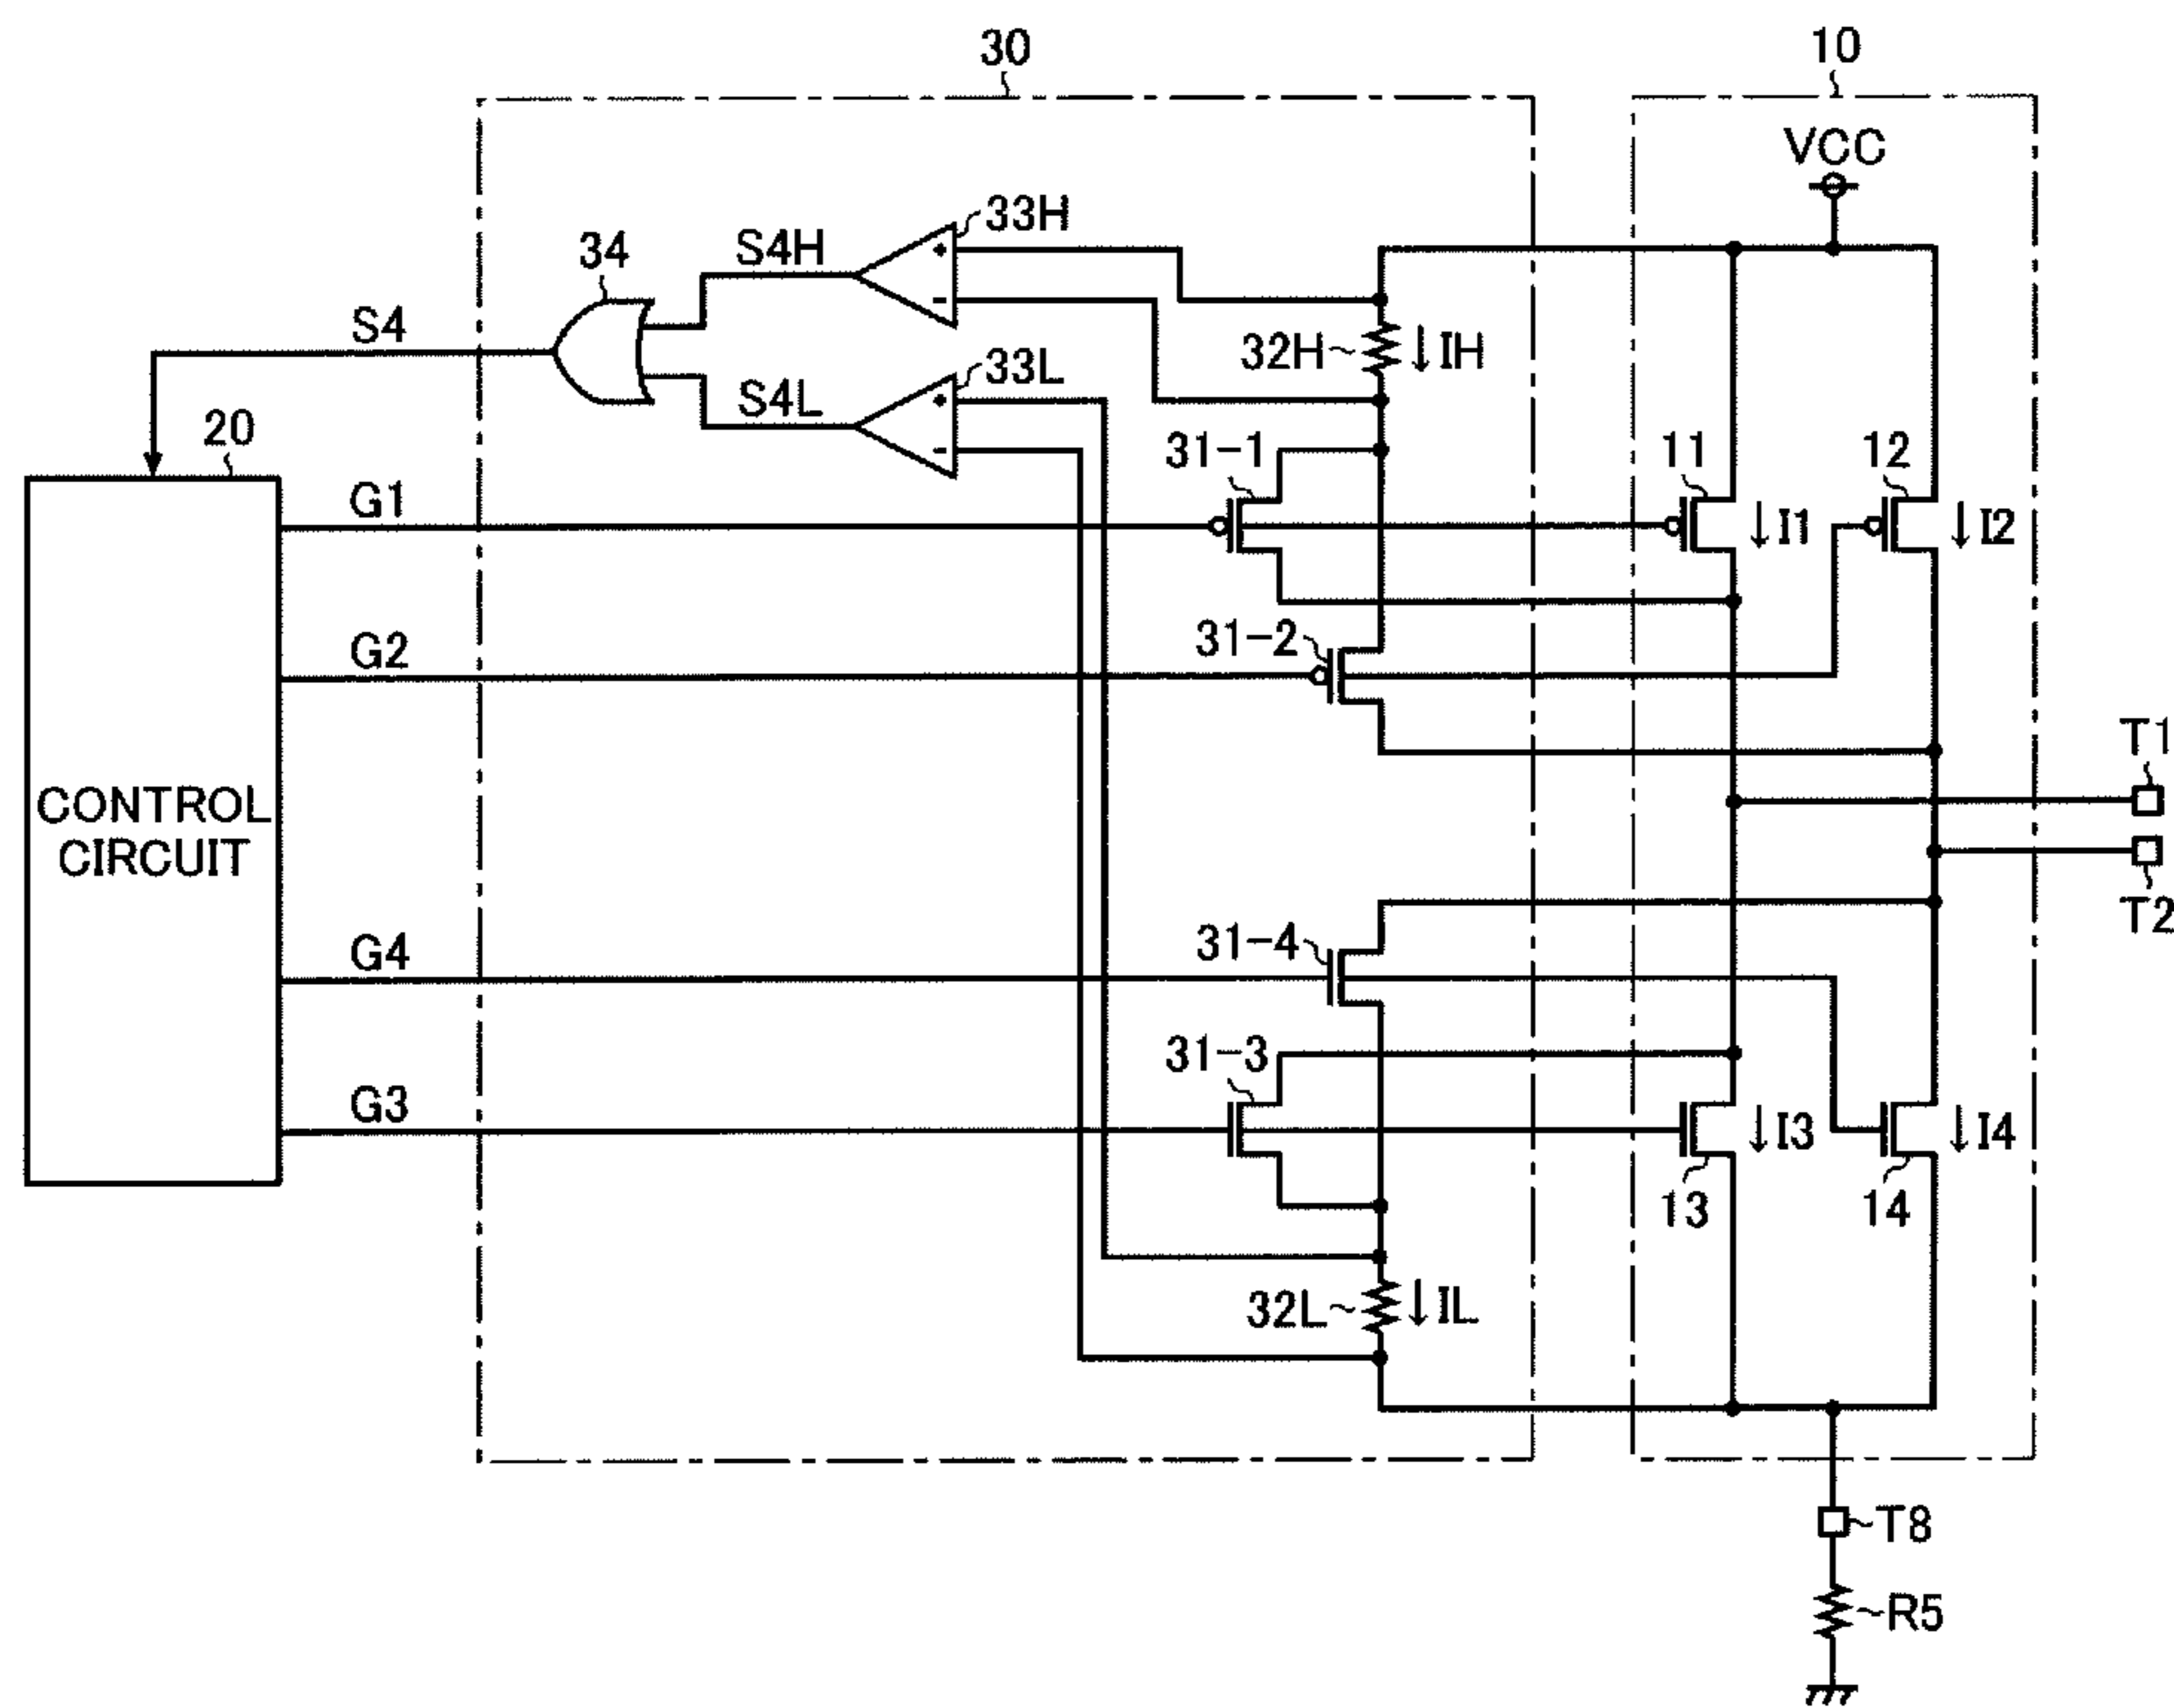 30
10
VCC
33H
S4H
34
S4
32H
IH
33L
S4L
20
31-1
11
12
G1
I1
I2
G2
31-2
T1
CONTROL
CIRCUIT
T2
31-4
G4
31-3
G3
I3
I4
13
14
32L
IL
T8
R5